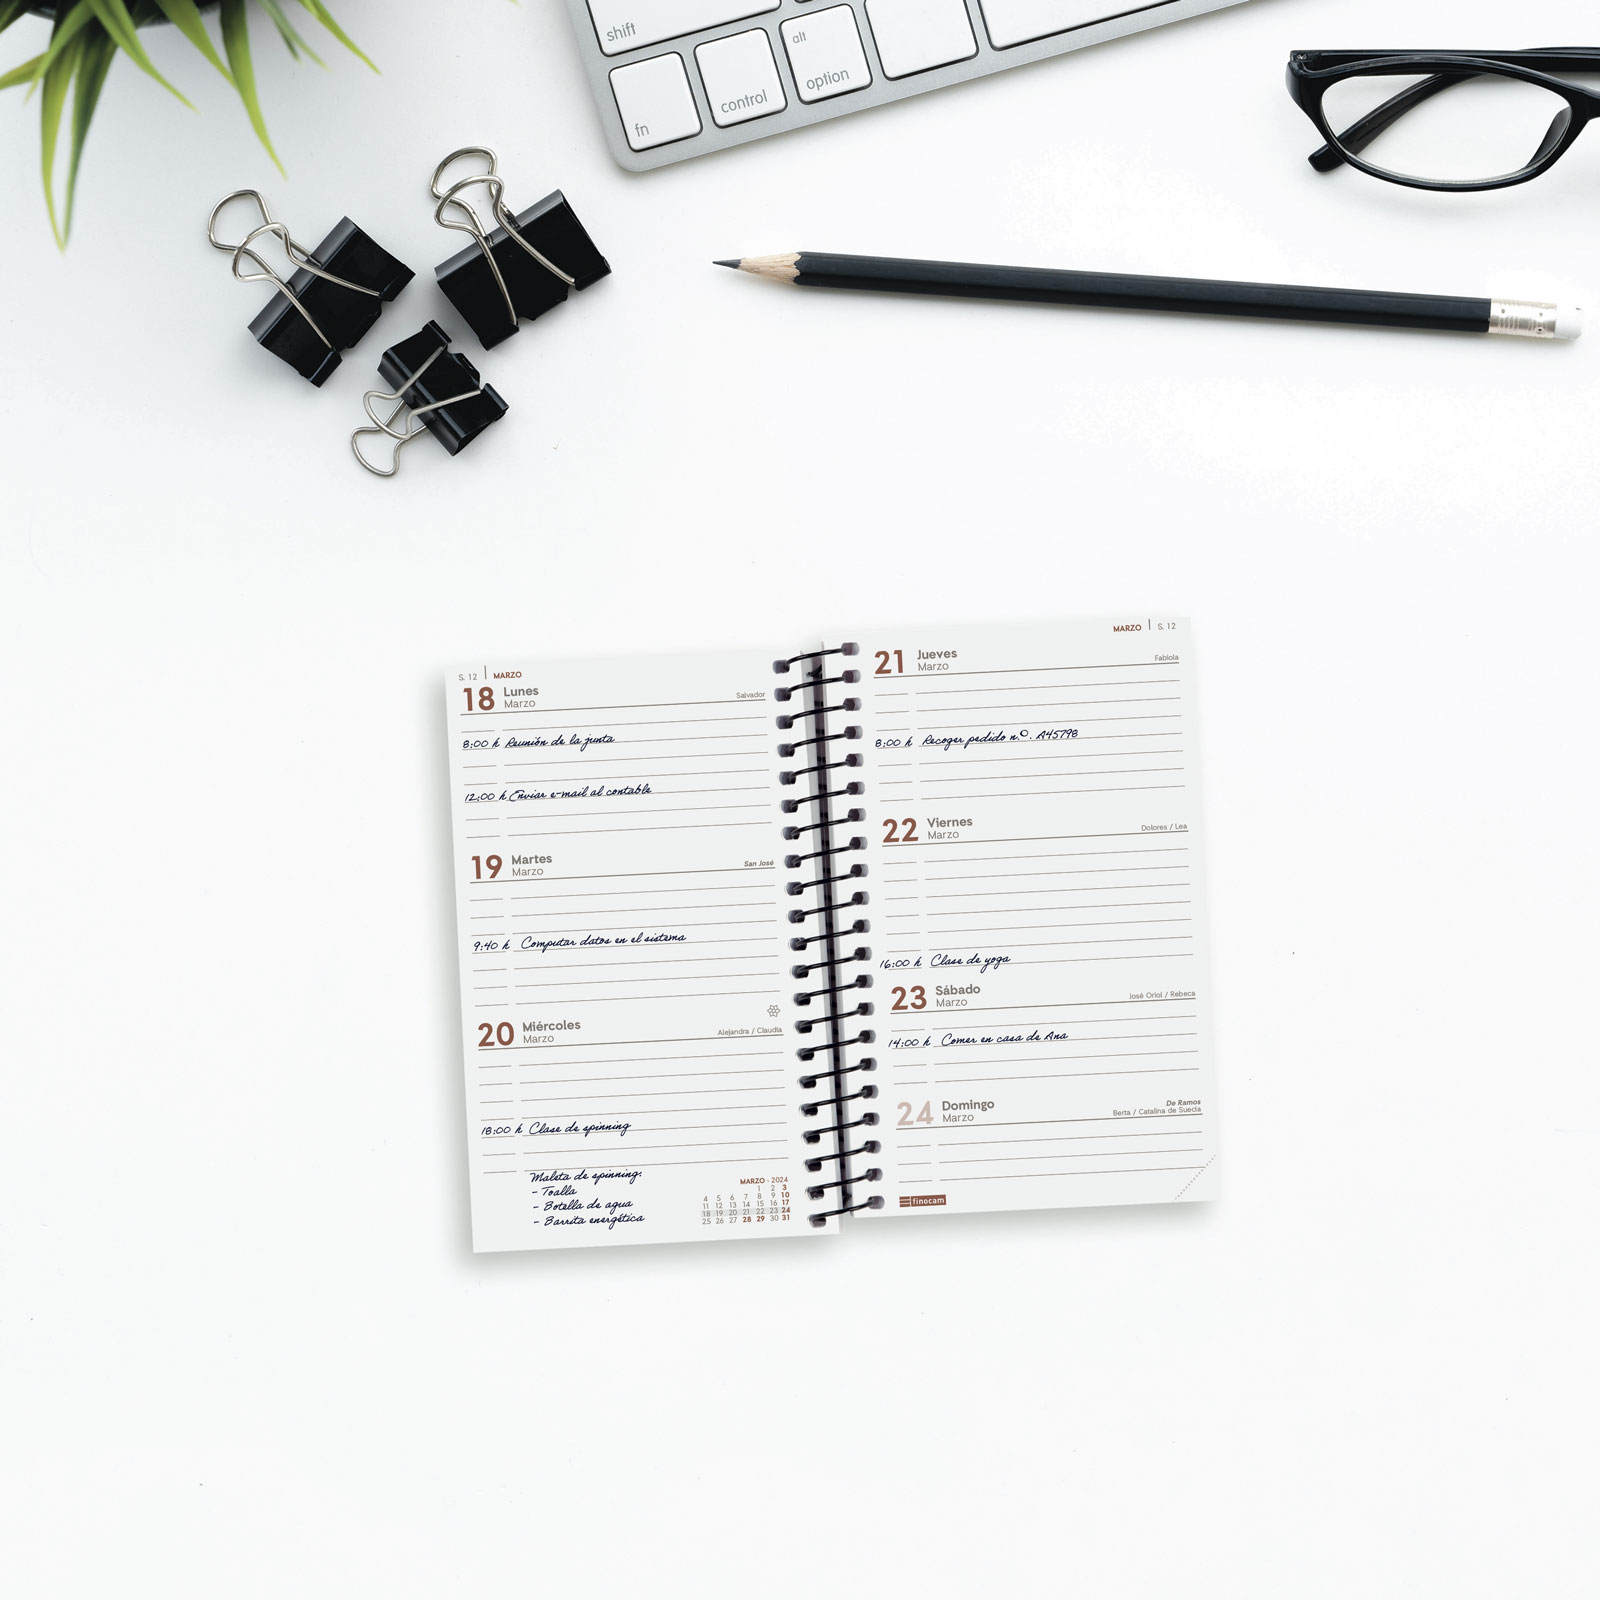 shift
fn
control
alt
option
S. 12 | MARZO
18 Lunes
Marzo
Salvador
8:00 h Reunión de la junta
12:00 h Enviar e-mail al contable
19 Martes
Marzo
San José
9:40 h Computar datos en el sistema
20 Miércoles
Marzo
Alejandra / Claudia
18:00 h Clase de spinning
Maleta de spinning:
- Toalla
- Botella de agua
- Barrita energética
MARZO - 2024
1 2 3
4 5 6 7 8 9 10
11 12 13 14 15 16 17
18 19 20 21 22 23 24
25 26 27 28 29 30 31
MARZO | S. 12
21 Jueves
Marzo
Fabiola
8:00 h Recoger pedido n.º. A45798
22 Viernes
Marzo
Dolores / Lea
16:00 h Clase de yoga
23 Sábado
Marzo
José Oriol / Rebeca
14:00 h Comer en casa de Ana
24 Domingo
Marzo
De Ramos
Berta / Catalina de Suecia
finocam